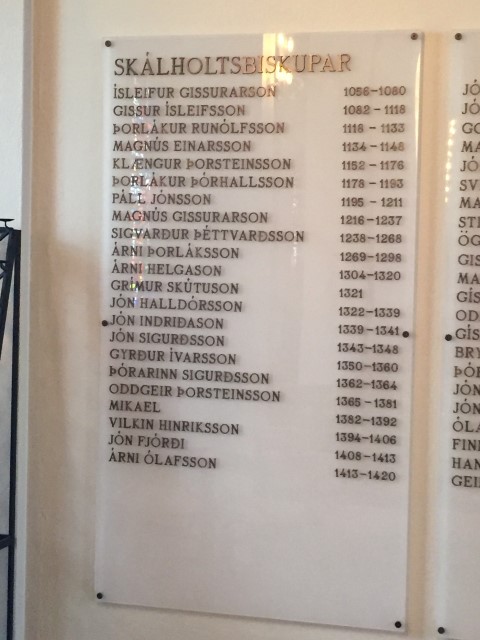 SKÁLHOLTSBISKUPAR
ÍSLEIFUR GISSURARSON 1056–1080
GISSUR ÍSLEIFSSON 1082–1118
ÞORLÁKUR RUNÓLFSSON 1118–1133
MAGNÚS EINARSSON 1134–1148
KLÆNGUR ÞORSTEINSSON 1152–1176
ÞORLÁKUR ÞÓRHALLSSON 1178–1193
PÁLL JÓNSSON 1195–1211
MAGNÚS GISSURARSON 1216–1237
SIGVARÐUR ÞÉTTVARÐSSON 1238–1268
ÁRNI ÞORLÁKSSON 1269–1298
ÁRNI HELGASON 1304–1320
GRÍMUR SKÚTUSON 1321
JÓN HALLDÓRSSON 1322–1339
JÓN INDRIÐASON 1339–1341
JÓN SIGURÐSSON 1343–1348
GYRÐUR ÍVARSSON 1350–1360
ÞÓRARINN SIGURÐSSON 1362–1364
ODDGEIR ÞORSTEINSSON 1365–1381
MIKAEL 1382–1392
VILKIN HINRIKSSON 1394–1406
JÓN FJÓRÐI 1408–1413
ÁRNI ÓLAFSSON 1413–1420